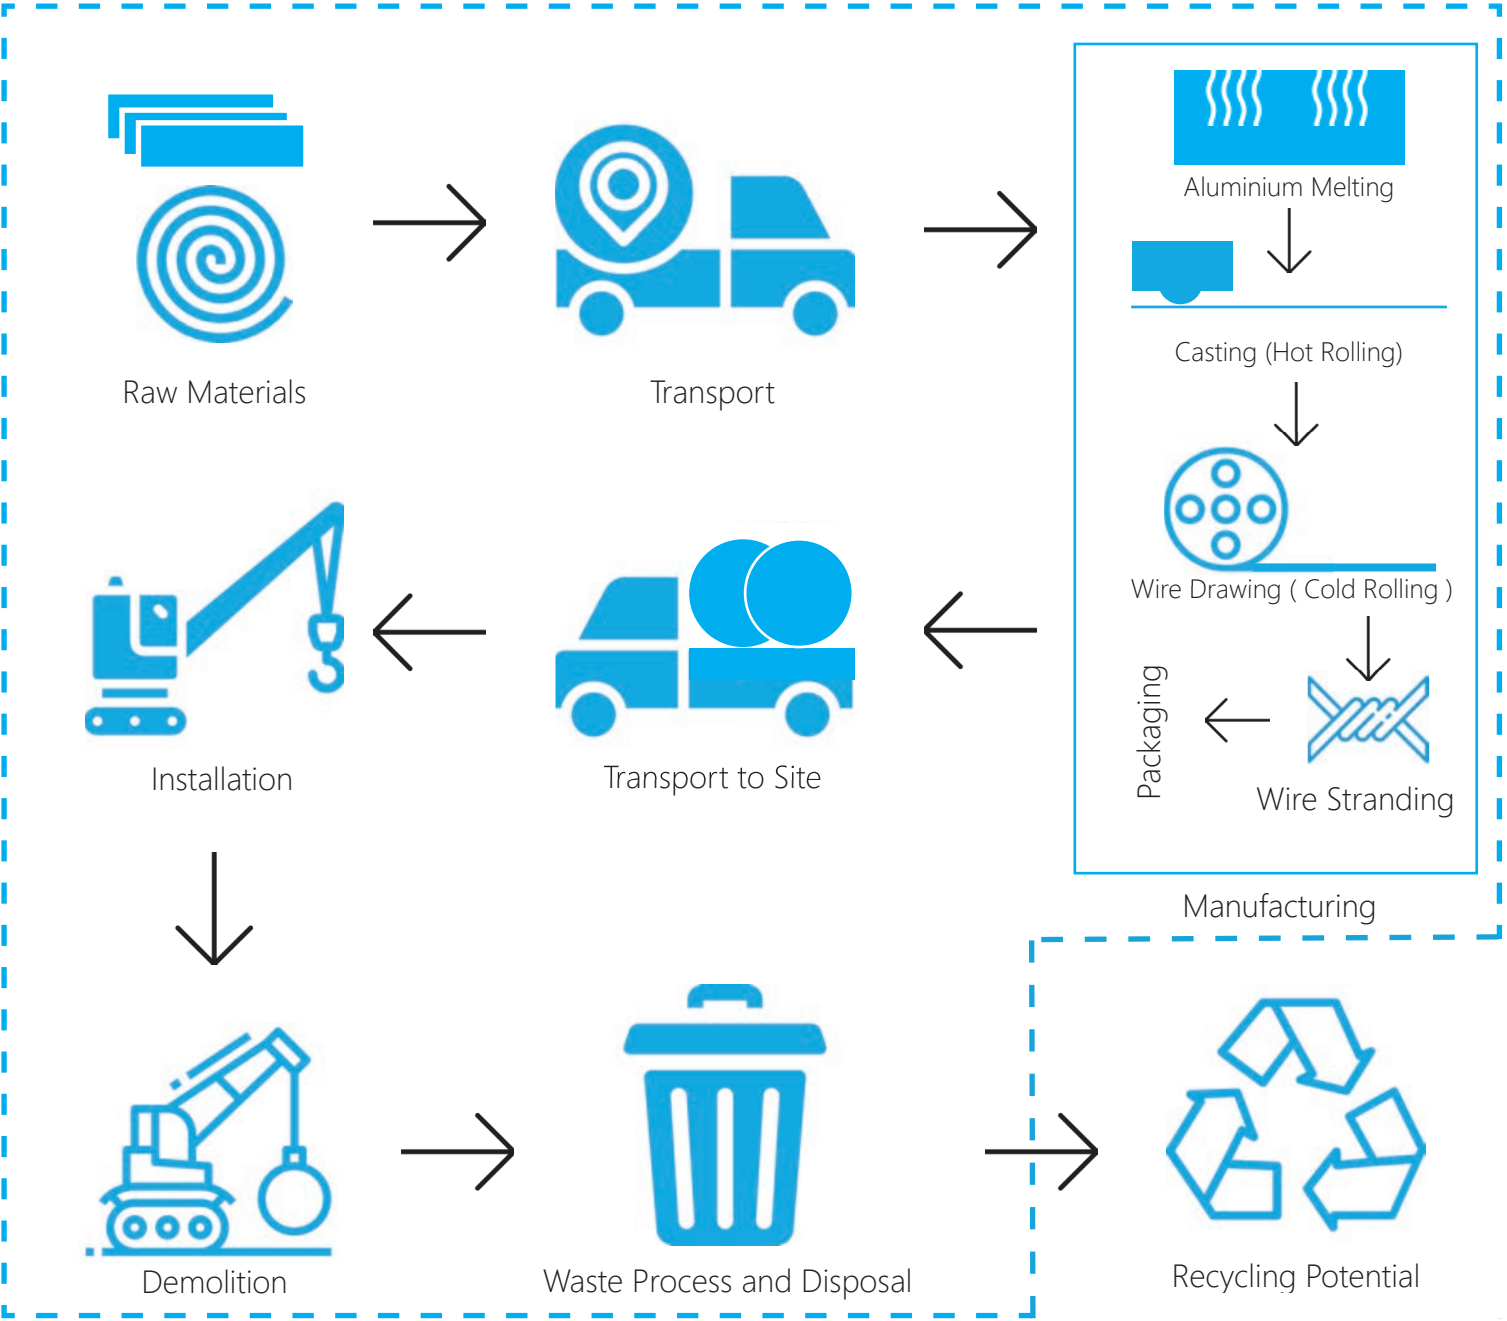 Aluminium Melting
Casting (Hot Rolling)
Raw Materials
Transport
Wire Drawing ( Cold Rolling )
Packaging
Wire Stranding
Installation
Transport to Site
Manufacturing
Demolition
Waste Process and Disposal
Recycling Potential